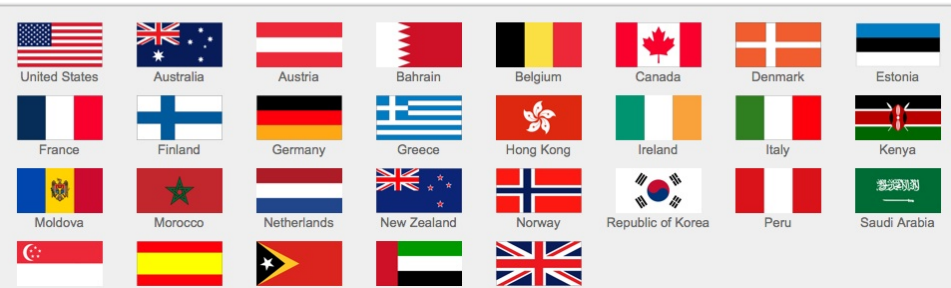 United States Australia Austria Bahrain Belgium Canada Denmark Estonia
France Finland Germany Greece Hong Kong Ireland Italy Kenya
Moldova Morocco Netherlands New Zealand Norway Republic of Korea Peru Saudi Arabia